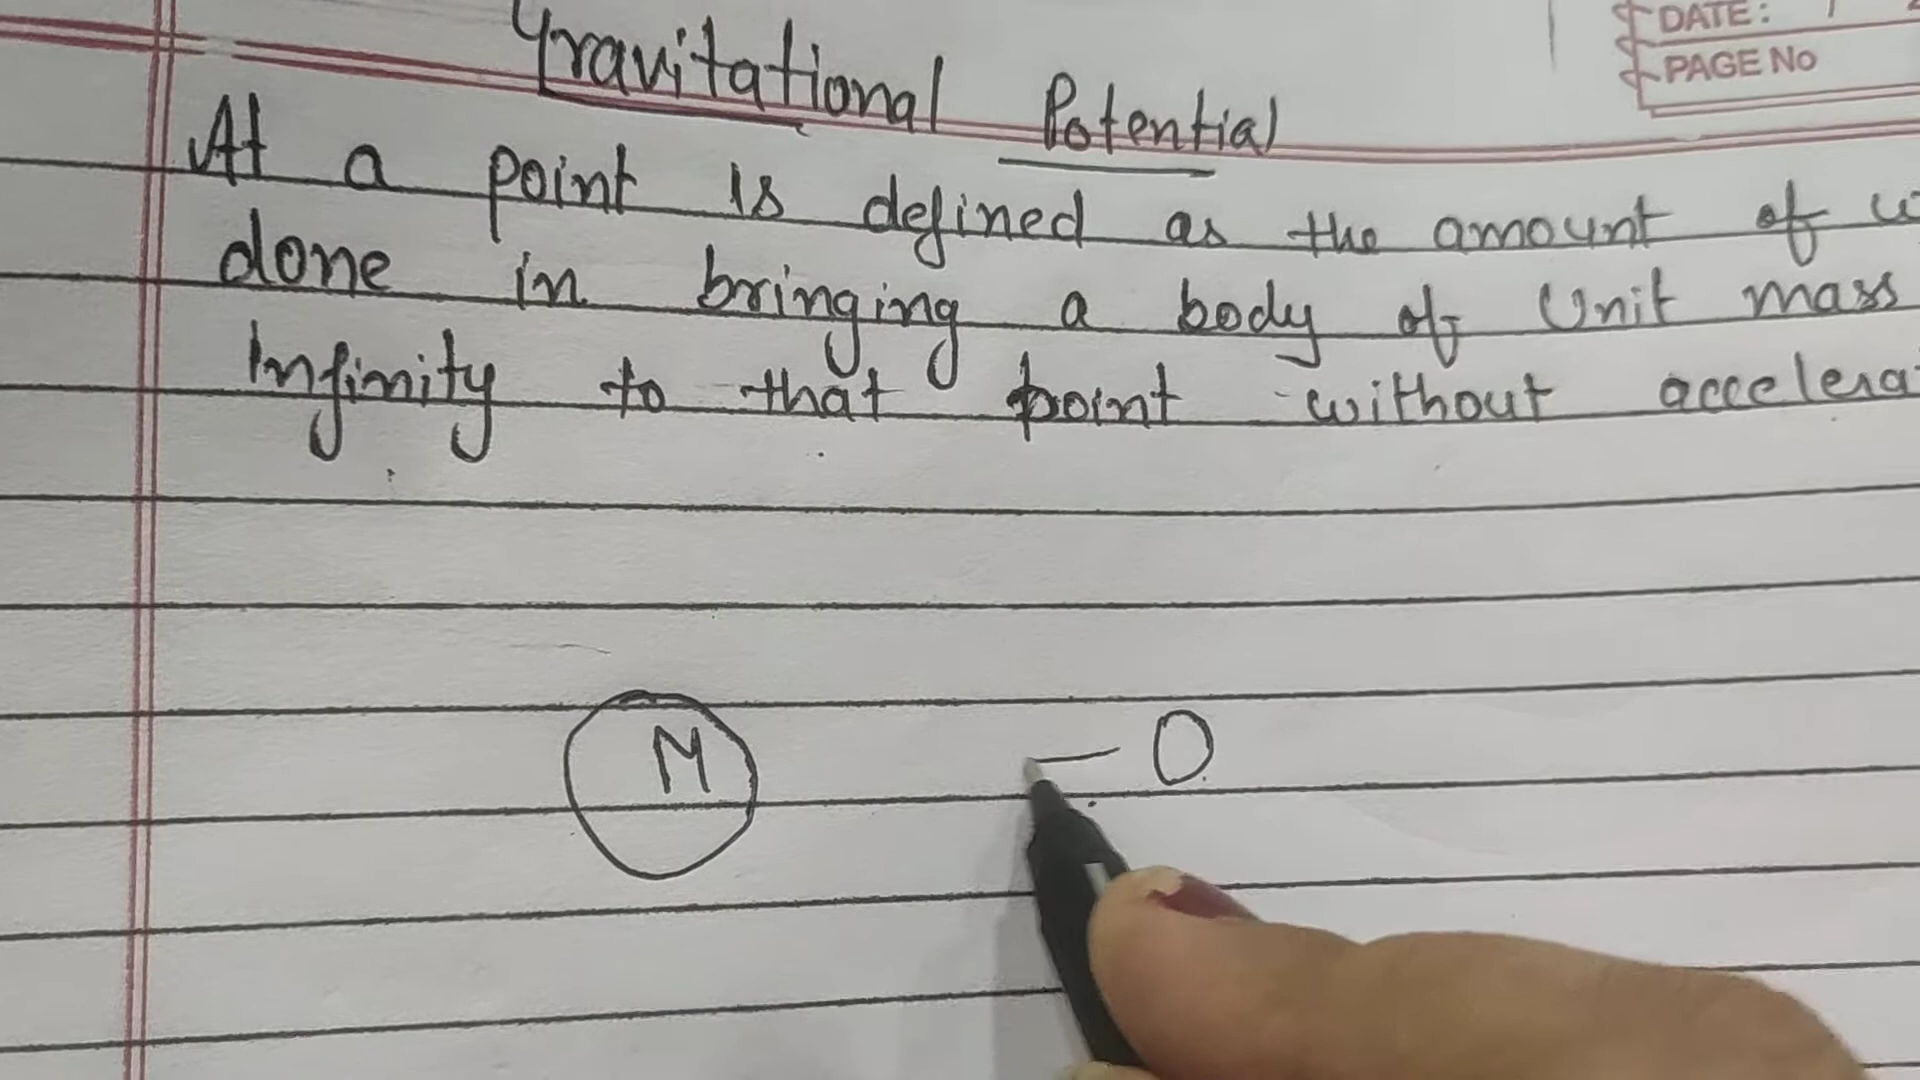 Gravitational Potential
DATE:
PAGE No
At a point is defined as the amount of
done in bringing a body of Unit mass
Infinity to that point without
M
O